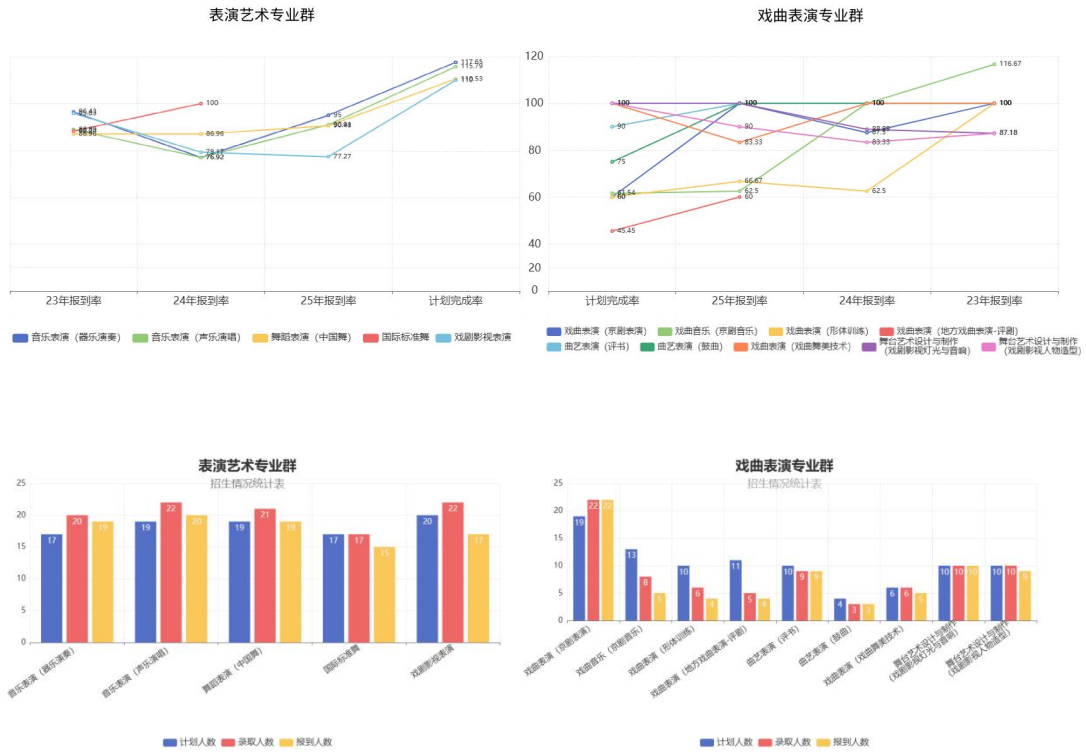 表演艺术专业群
117.65
115.79
110.53
110
100
95
86.43
86.96
77.27
76.92
23年报到率
24年报到率
25年报到率
计划完成率
音乐表演（器乐演奏）
音乐表演（声乐演唱）
舞蹈表演（中国舞）
国际标准舞
戏剧影视表演
戏曲表演专业群
120
100
80
60
40
20
0
116.67
100
100
100
100
90
90
87.5
87.18
83.33
83.33
75
66.67
62.5
62.5
61.54
60
60
45.45
计划完成率
25年报到率
24年报到率
23年报到率
戏曲表演（京剧表演）
戏曲音乐（京剧音乐）
戏曲表演（形体训练）
戏曲表演（地方戏曲表演-评剧）
曲艺表演（评书）
曲艺表演（鼓曲）
戏曲表演（戏曲舞美技术）
舞台艺术设计与制作
（戏剧影视灯光与音响）
舞台艺术设计与制作
（戏剧影视人物造型）
表演艺术专业群
招生情况统计表
25
20
15
10
5
0
17
20
19
19
22
20
19
21
19
17
17
15
20
22
17
音乐表演（器乐演奏）
音乐表演（声乐演唱）
舞蹈表演（中国舞）
国际标准舞
戏剧影视表演
计划人数
录取人数
报到人数
戏曲表演专业群
招生情况统计表
25
20
15
10
5
0
19
22
22
13
8
5
10
6
4
11
5
4
10
9
9
4
3
3
6
6
5
10
10
10
10
10
9
戏曲表演（京剧表演）
戏曲音乐（京剧音乐）
戏曲表演（形体训练）
戏曲表演（地方戏曲表演-评剧）
曲艺表演（评书）
曲艺表演（鼓曲）
戏曲表演（戏曲舞美技术）
舞台艺术设计与制作
（戏剧影视灯光与音响）
舞台艺术设计与制作
（戏剧影视人物造型）
计划人数
录取人数
报到人数